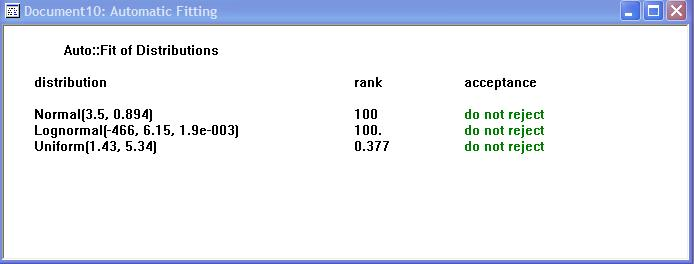 Document10: Automatic Fitting
Auto::Fit of Distributions
distribution rank acceptance
Normal(3.5, 0.894) 100 do not reject
Lognormal(-466, 6.15, 1.9e-003) 100. do not reject
Uniform(1.43, 5.34) 0.377 do not reject